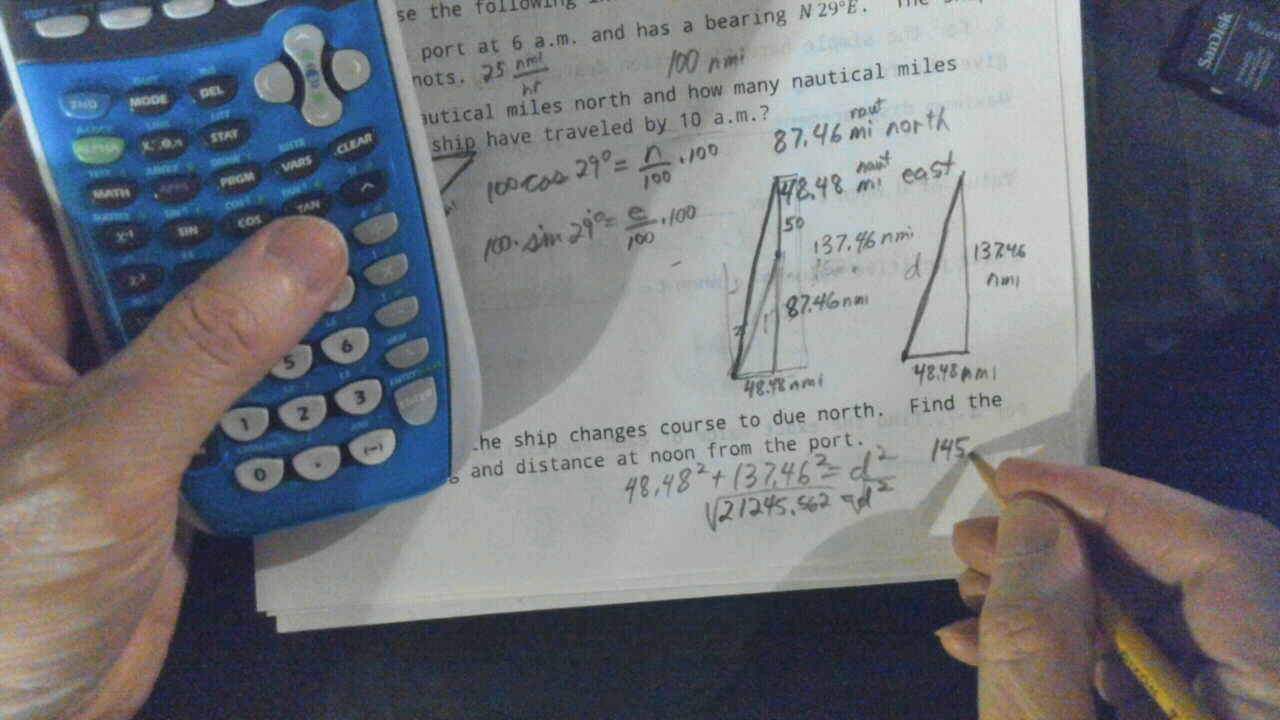 se the following
port at 6 a.m. and has a bearing N 29°E.
nots. 25 nmi/hr 100 nmi
autical miles north and how many nautical miles
ship have traveled by 10 a.m.?
87.46 naut mi north
48.48 naut mi east
100·cos 29° = n/100 · 100
100· sin 29° = e/100 · 100
50
137.46 nmi
87.46 nmi
48.48 nmi
d
137.46
nmi
48.48 nmi
he ship changes course to due north. Find the
g and distance at noon from the port.
48.48² + 137.46² = d²
√21245.562 = d²
145.
SanDisk
2ND
MODE
DEL
ALPHA
STAT
MATH
APPS
PRGM
VARS
CLEAR
x⁻¹
SIN
COS
TAN
^
x²
5
6
1
2
3
ENTER
0
.
(-)